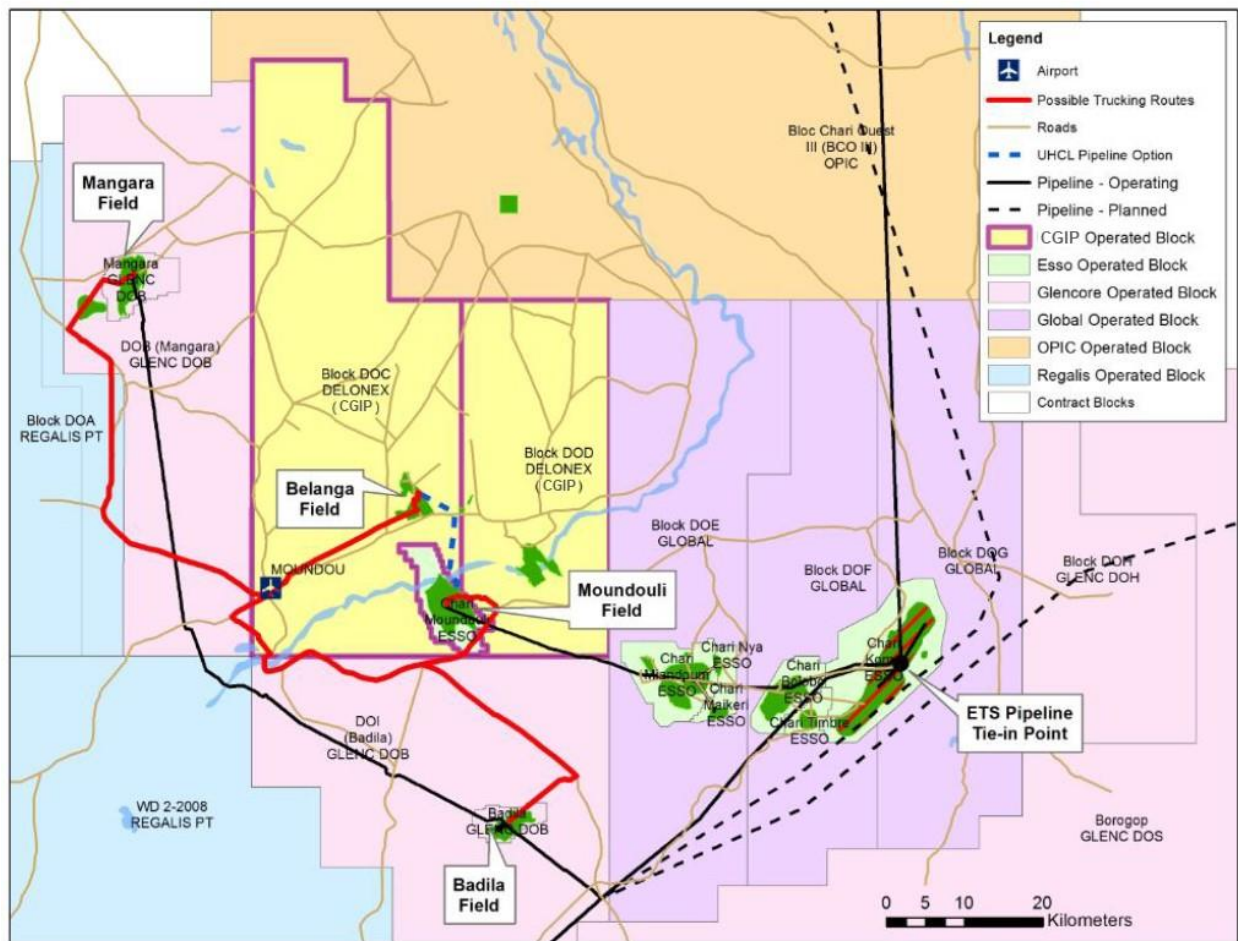 Legend
Airport
Possible Trucking Routes
Roads
UHCL Pipeline Option
Pipeline - Operating
Pipeline - Planned
CGIP Operated Block
Esso Operated Block
Glencore Operated Block
Global Operated Block
OPIC Operated Block
Regalis Operated Block
Contract Blocks
Bloc Chari Ouest
III (BCO III)
OPIC
Mangara
Field
Mangara
GLENC
DOB
DOB (Mangara)
GLENC DOB
Block DOA
REGALIS PT
Block DOC
DELONEX
(CGIP)
Block DOD
DELONEX
(CGIP)
Belanga
Field
MOUNDOU
Moundouli
Field
Chari
Moundouli
ESSO
Block DOE
GLOBAL
Block DOF
GLOBAL
Block DOG
GLOBAL
Block DOH
GLENC DOH
Chari Nya
ESSO
Chari
Miandoum
ESSO
Chari
Maikeri
ESSO
Chari
Bolobo
ESSO
Chari Timbre
ESSO
Chari
Kome
ESSO
ETS Pipeline
Tie-in Point
DOI
(Badila)
GLENC DOB
WD 2-2008
REGALIS PT
Badila
GLENC DOB
Badila
Field
Borogop
GLENC DOS
0 5 10 20
Kilometers